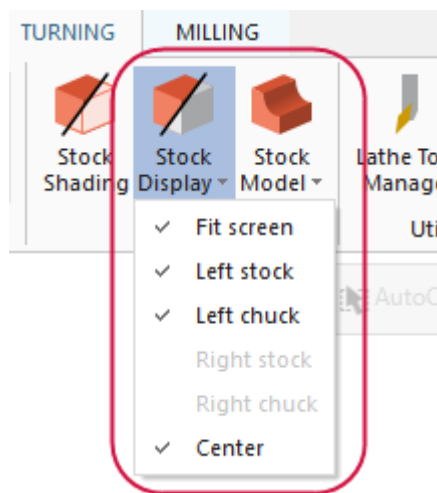 TURNING MILLING
Stock Stock Stock Lathe To
Shading Display Model Manag
Uti
Fit screen
Left stock
Left chuck
AutoC
Right stock
Right chuck
Center